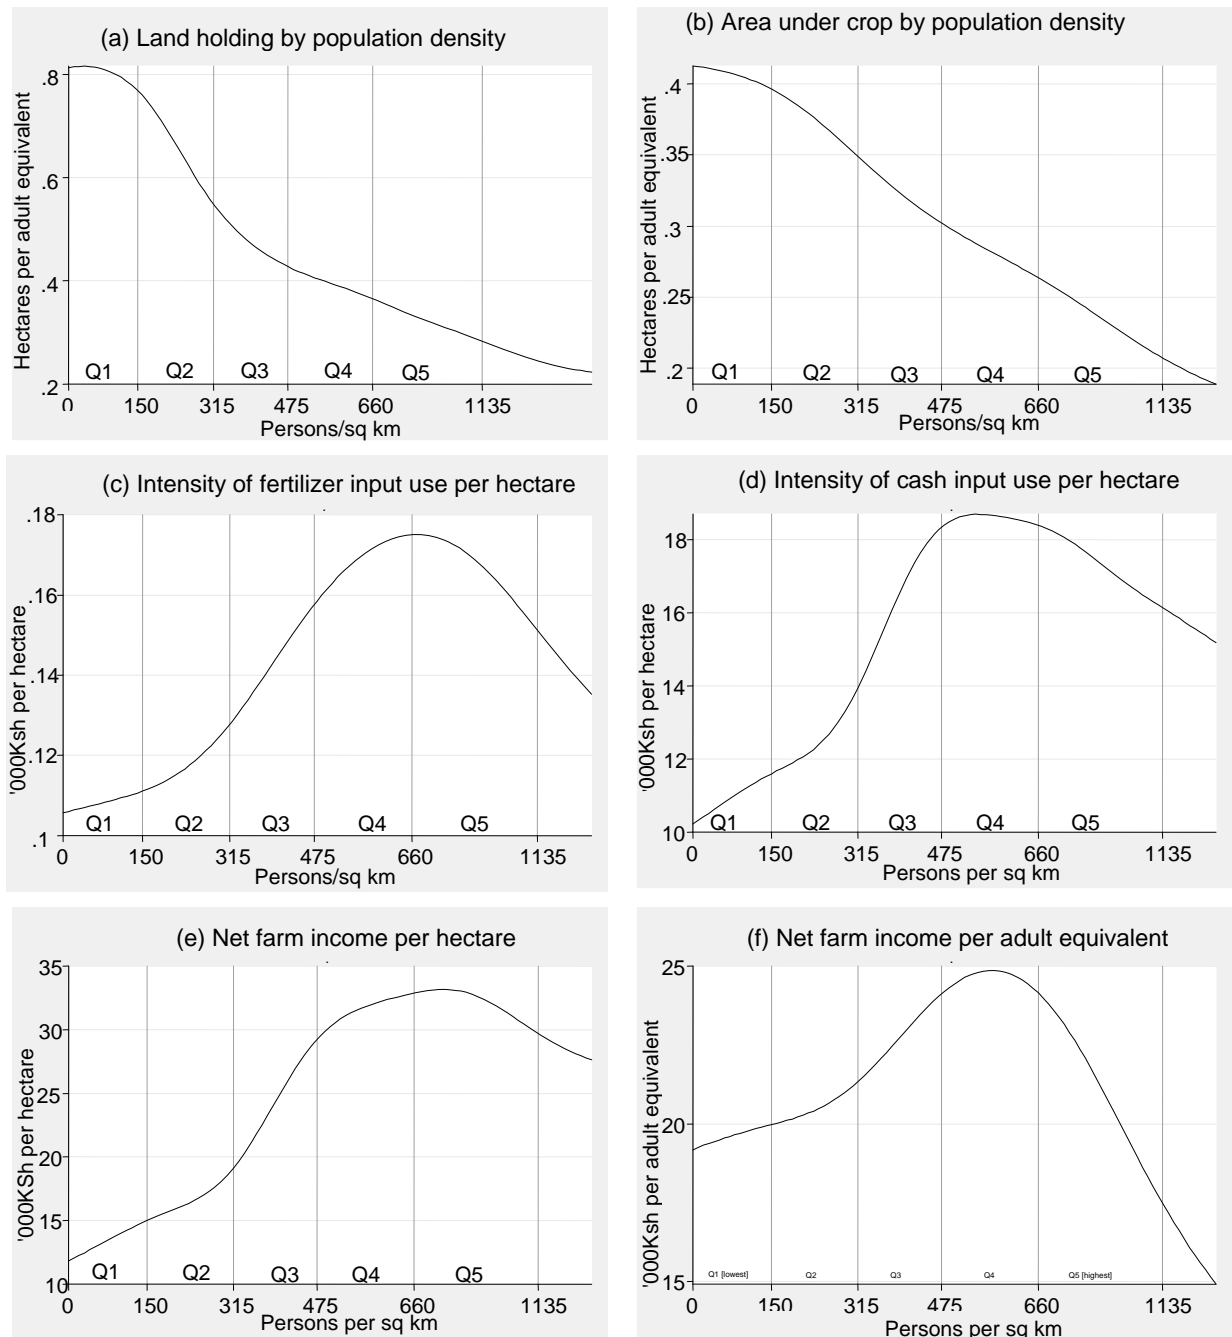 (a) Land holding by population density
Hectares per adult equivalent
.8
.6
.4
.2
Q1 Q2 Q3 Q4 Q5
0 150 315 475 660 1135
Persons/sq km
(b) Area under crop by population density
Hectares per adult equivalent
.4
.35
.3
.25
.2
Q1 Q2 Q3 Q4 Q5
0 150 315 475 660 1135
Persons/sq km
(c) Intensity of fertilizer input use per hectare
'000Ksh per hectare
.18
.16
.14
.12
.1
Q1 Q2 Q3 Q4 Q5
0 150 315 475 660 1135
Persons/sq km
(d) Intensity of cash input use per hectare
'000Ksh per hectare
18
16
14
12
10
Q1 Q2 Q3 Q4 Q5
0 150 315 475 660 1135
Persons per sq km
(e) Net farm income per hectare
'000KSh per hectare
35
30
25
20
15
10
Q1 Q2 Q3 Q4 Q5
0 150 315 475 660 1135
Persons per sq km
(f) Net farm income per adult equivalent
'000Ksh per adult equivalent
25
20
15
Q1 [lowest] Q2 Q3 Q4 Q5 [highest]
0 150 315 475 660 1135
Persons per sq km